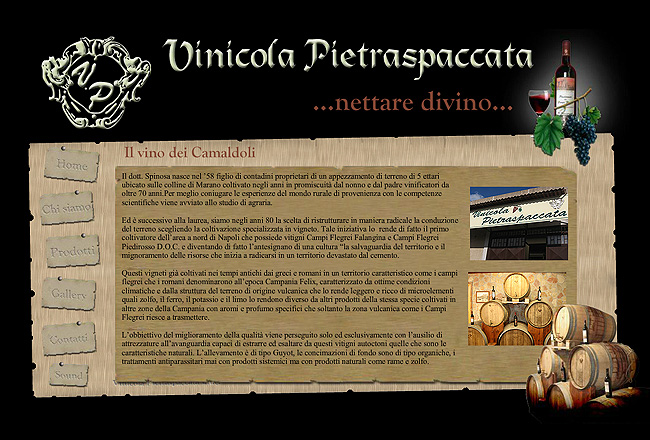 Vinicola Pietraspaccata
V P
...nettare divino...
Il vino dei Camaldoli
Home
Chi siamo
Prodotti
Gallery
Contatti
Sound
Il dott. Spinosa nasce nel '58 figlio di contadini proprietari di un appezzamento di terreno di 5 ettari
ubicato sulle colline di Marano coltivato negli anni in promiscuità dal nonno e dal padre vinificatori da
oltre 70 anni.Per meglio coniugare le esperienze del mondo rurale di provenienza con le competenze
scientifiche viene avviato allo studio di agraria.
Ed è successivo alla laurea, siamo negli anni 80 la scelta di ristrutturare in maniera radicale la conduzione
del terreno scegliendo la coltivazione specializzata in vigneto. Tale iniziativa lo rende di fatto il primo
coltivatore dell'area a nord di Napoli che possiede vitigni Campi Flegrei Falangina e Campi Flegrei
Piedirosso D.O.C. e diventando di fatto l'antesignano di una cultura "la salvaguardia del territorio e il
mignoramento delle risorse che inizia a radicarsi in un territorio devastato dal cemento.
Questi vigneti già coltivati nei tempi antichi dai greci e romani in un territorio caratteristico come i campi
flegrei che i romani denominarono all'epoca Campania Felix, caratterizzato da ottime condizioni
climatiche e dalla struttura del terreno di origine vulcanica che lo rende leggero e ricco di microelementi
quali zolfo, il ferro, il potassio e il limo lo rendono diverso da altri prodotti della stessa specie coltivati in
altre zone della Campania con aromi e profumo specifici che soltanto la zona vulcanica come i Campi
Flegrei riesce a trasmettere.
L'obbiettivo del miglioramento della qualità viene perseguito solo ed esclusivamente con l'ausilio di
attrezzature all'avanguardia capaci di estrarre ed esaltare da questi vitigni autoctoni quelle che sono le
caratteristiche naturali. L'allevamento è di tipo Guyot, le concimazioni di fondo sono di tipo organiche, i
trattamenti antiparassitari mai con prodotti sistemici ma con prodotti naturali come rame e zolfo.
Vinicola
Pietraspaccata